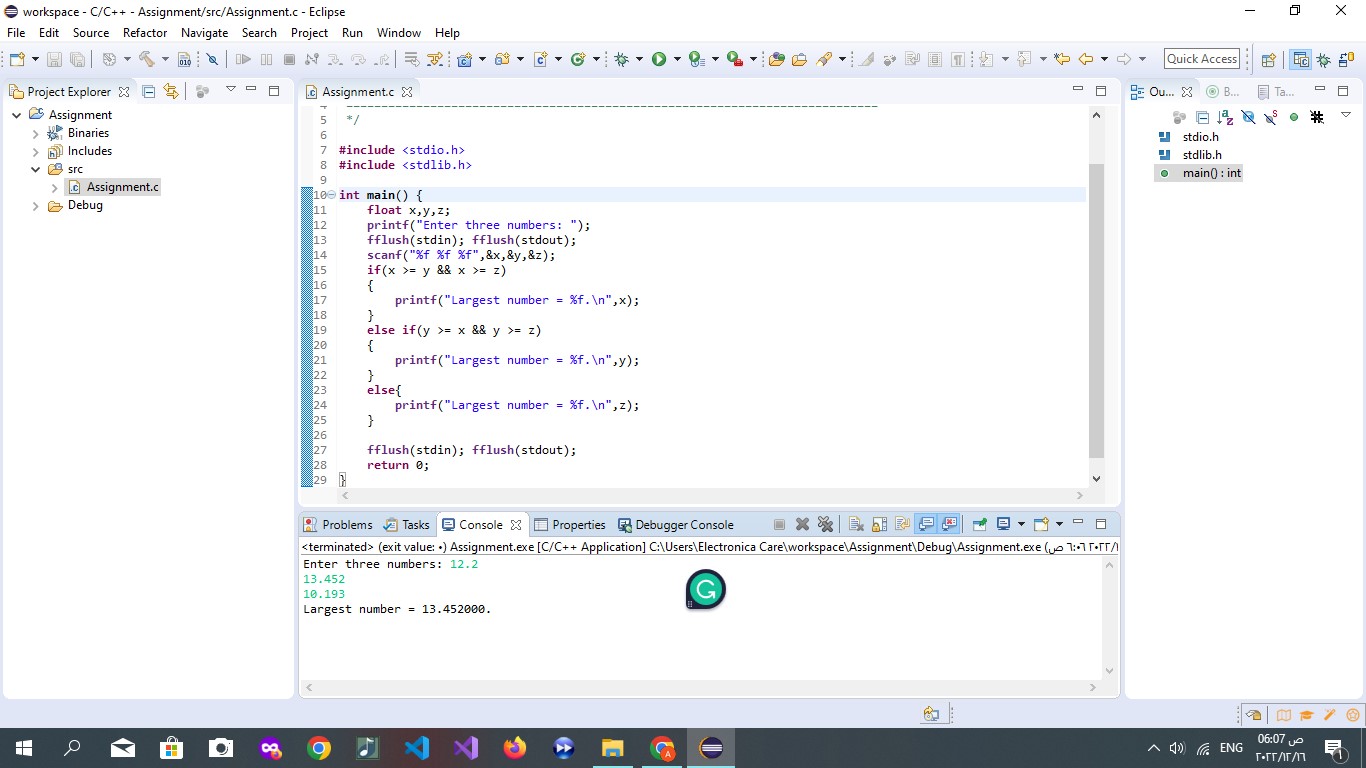 workspace - C/C++ - Assignment/src/Assignment.c - Eclipse
File Edit Source Refactor Navigate Search Project Run Window Help
Quick Access
Project Explorer
Assignment.c
Ou...
B...
Ta...
Assignment
Binaries
Includes
src
Assignment.c
Debug
5 */
6
7 #include <stdio.h>
8 #include <stdlib.h>
9
10 int main() {
11 float x,y,z;
12 printf("Enter three numbers: ");
13 fflush(stdin); fflush(stdout);
14 scanf("%f %f %f",&x,&y,&z);
15 if(x >= y && x >= z)
16 {
17 printf("Largest number = %f.\n",x);
18 }
19 else if(y >= x && y >= z)
20 {
21 printf("Largest number = %f.\n",y);
22 }
23 else{
24 printf("Largest number = %f.\n",z);
25 }
26
27 fflush(stdin); fflush(stdout);
28 return 0;
29 }
stdio.h
stdlib.h
main() : int
Problems Tasks Console Properties Debugger Console
<terminated> (exit value: ٠) Assignment.exe [C/C++ Application] C:\Users\Electronica Care\workspace\Assignment\Debug\Assignment.exe (ص ٦:٠٦
Enter three numbers: 12.2
13.452
10.193
Largest number = 13.452000.
ENG
ص 06:07
٢٠٢٢/١٢/١٦
1